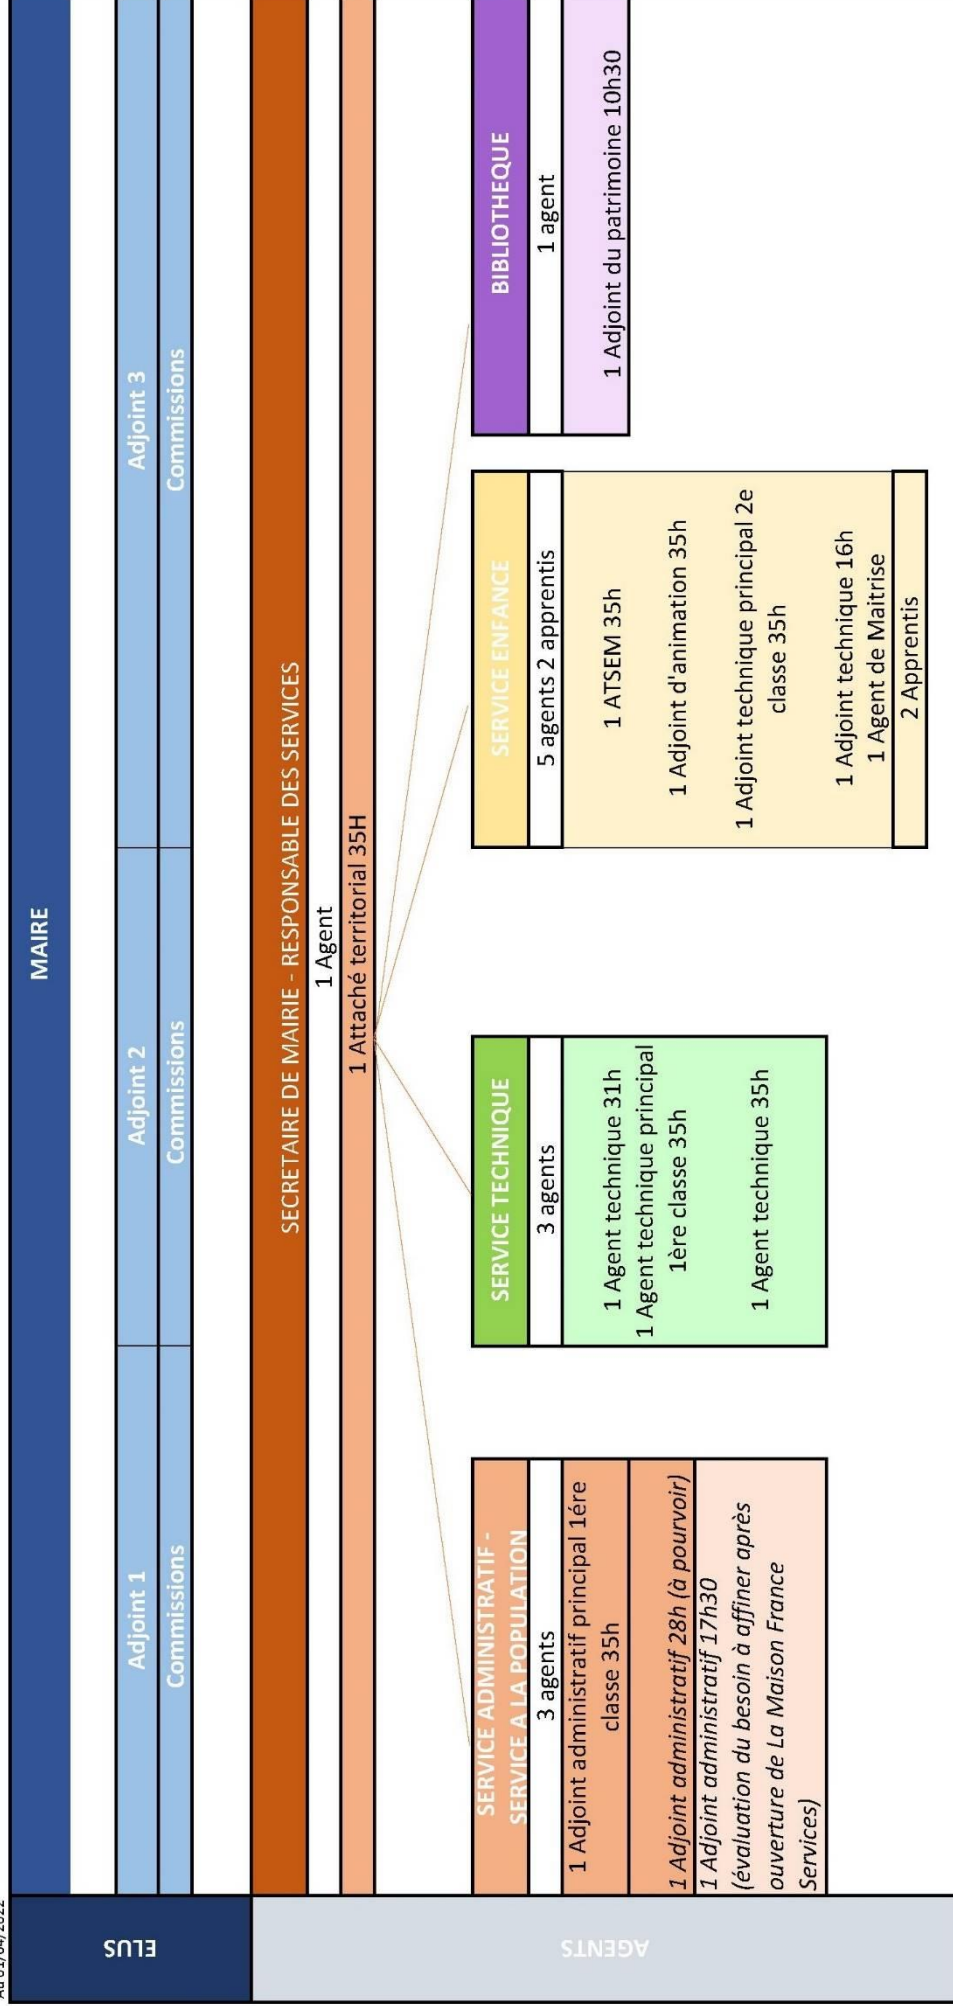 Au 01/04/2022
ELUS
MAIRE
Adjoint 1
Adjoint 2
Adjoint 3
Commissions
Commissions
Commissions
AGENTS
SECRETAIRE DE MAIRIE - RESPONSABLE DES SERVICES
1 Agent
1 Attaché territorial 35H
SERVICE ADMINISTRATIF -
SERVICE A LA POPULATION
3 agents
1 Adjoint administratif principal 1ére
classe 35h
1 Adjoint administratif 28h (à pourvoir)
1 Adjoint administratif 17h30
(évaluation du besoin à affiner après
ouverture de La Maison France
Services)
SERVICE TECHNIQUE
3 agents
1 Agent technique 31h
1 Agent technique principal
1ère classe 35h
1 Agent technique 35h
SERVICE ENFANCE
5 agents 2 apprentis
1 ATSEM 35h
1 Adjoint d'animation 35h
1 Adjoint technique principal 2e
classe 35h
1 Adjoint technique 16h
1 Agent de Maitrise
2 Apprentis
BIBLIOTHEQUE
1 agent
1 Adjoint du patrimoine 10h30